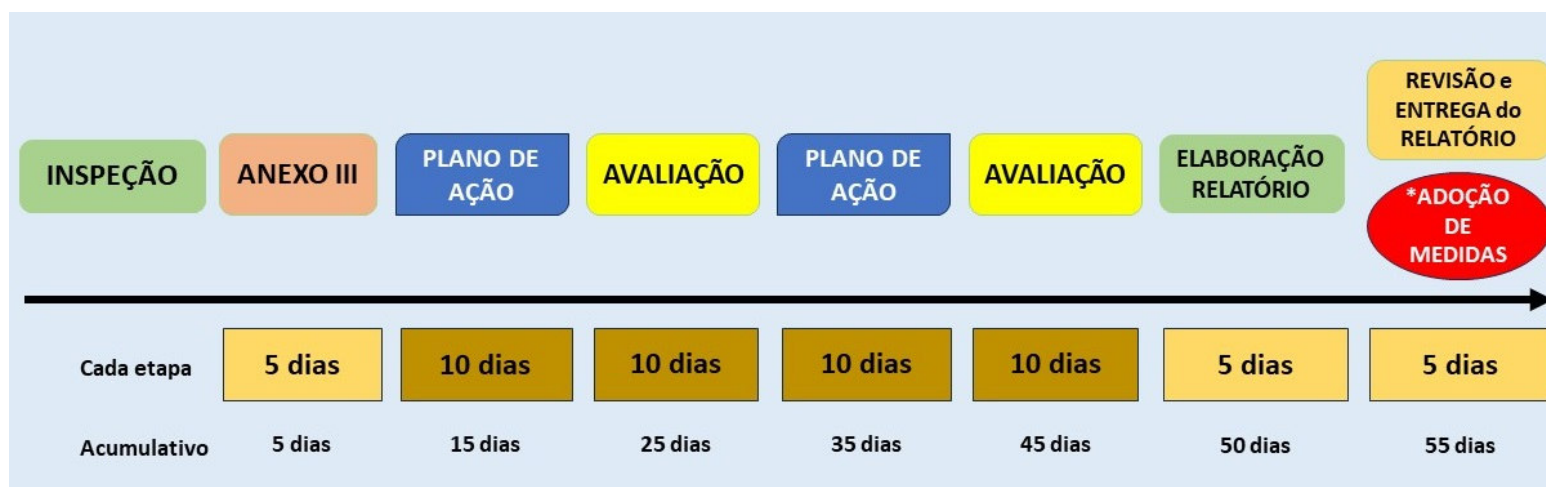 INSPEÇÃO
ANEXO III
PLANO DE
AÇÃO
AVALIAÇÃO
PLANO DE
AÇÃO
AVALIAÇÃO
ELABORAÇÃO
RELATÓRIO
REVISÃO e
ENTREGA do
RELATÓRIO
*ADOÇÃO
DE
MEDIDAS
Cada etapa
5 dias
10 dias
10 dias
10 dias
10 dias
5 dias
5 dias
Acumulativo
5 dias
15 dias
25 dias
35 dias
45 dias
50 dias
55 dias